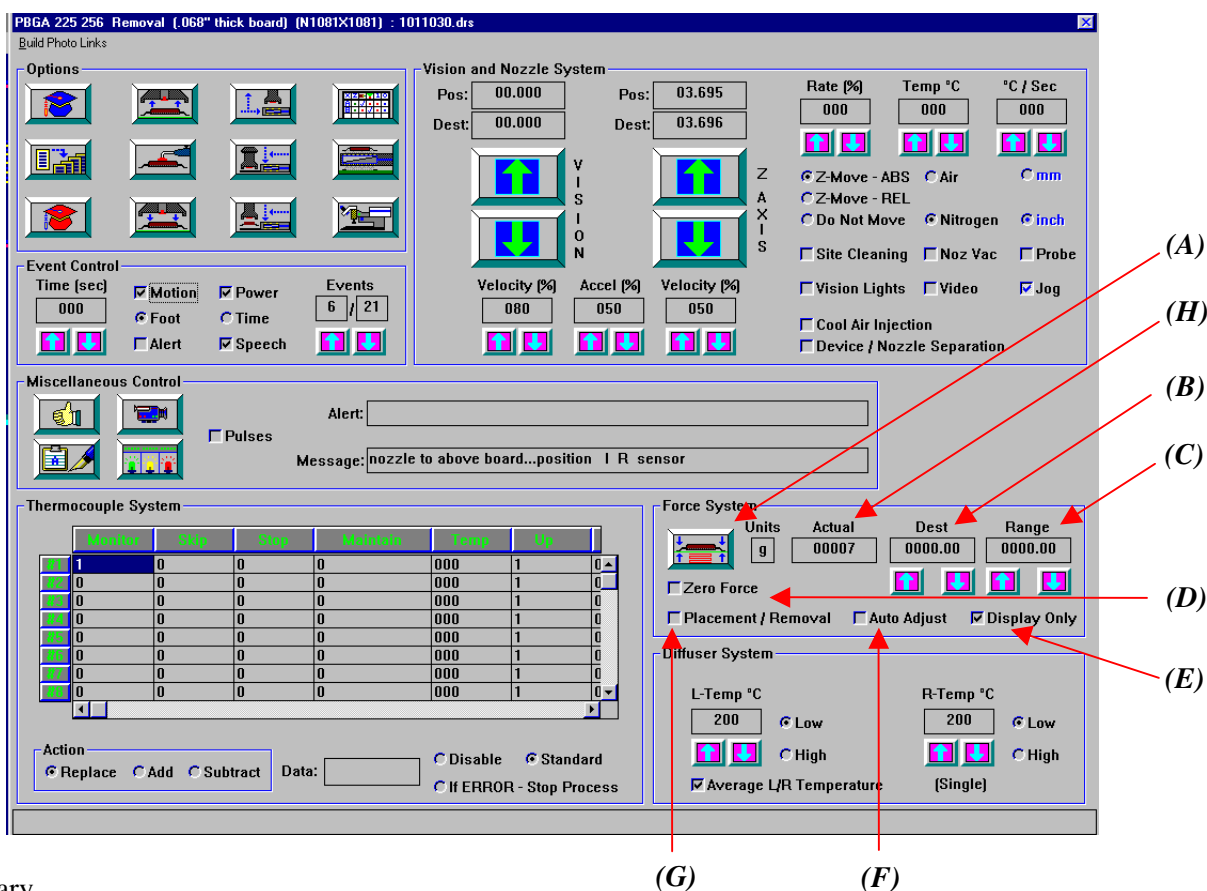 PBGA 225 256 Removal (.068" thick board) (N1081X1081) : 1011030.drs
Build Photo Links
Options
Event Control
Time (sec)
000
Motion
Power
Foot
Time
Alert
Speech
Events
6 / 21
Vision and Nozzle System
Pos: 00.000
Dest: 00.000
Pos: 03.695
Dest: 03.696
VISION
Z AXIS
Velocity (%)
080
Accel (%)
050
Velocity (%)
050
Rate (%)
000
Temp °C
000
°C / Sec
000
Z-Move - ABS
Air
mm
Z-Move - REL
Do Not Move
Nitrogen
inch
Site Cleaning
Noz Vac
Probe
Vision Lights
Video
Jog
Cool Air Injection
Device / Nozzle Separation
Miscellaneous Control
Pulses
Alert:
Message: nozzle to above board...position I R sensor
Thermocouple System
Monitor Skip Stop Maintain Temp Up
#1 1 0 0 0 000 1 0
#2 0 0 0 0 000 1 0
#3 0 0 0 0 000 1 0
#4 0 0 0 0 000 1 0
#5 0 0 0 0 000 1 0
#6 0 0 0 0 000 1 0
#7 0 0 0 0 000 1 0
#8 0 0 0 0 000 1 0
Action
Replace
Add
Subtract
Data:
Disable
Standard
If ERROR - Stop Process
Force System
Units
g
Actual
00007
Dest
0000.00
Range
0000.00
Zero Force
Placement / Removal
Auto Adjust
Display Only
Diffuser System
L-Temp °C
200
Low
High
Average L/R Temperature
R-Temp °C
200
Low
High
(Single)
(A)
(H)
(B)
(C)
(D)
(E)
(G)
(F)